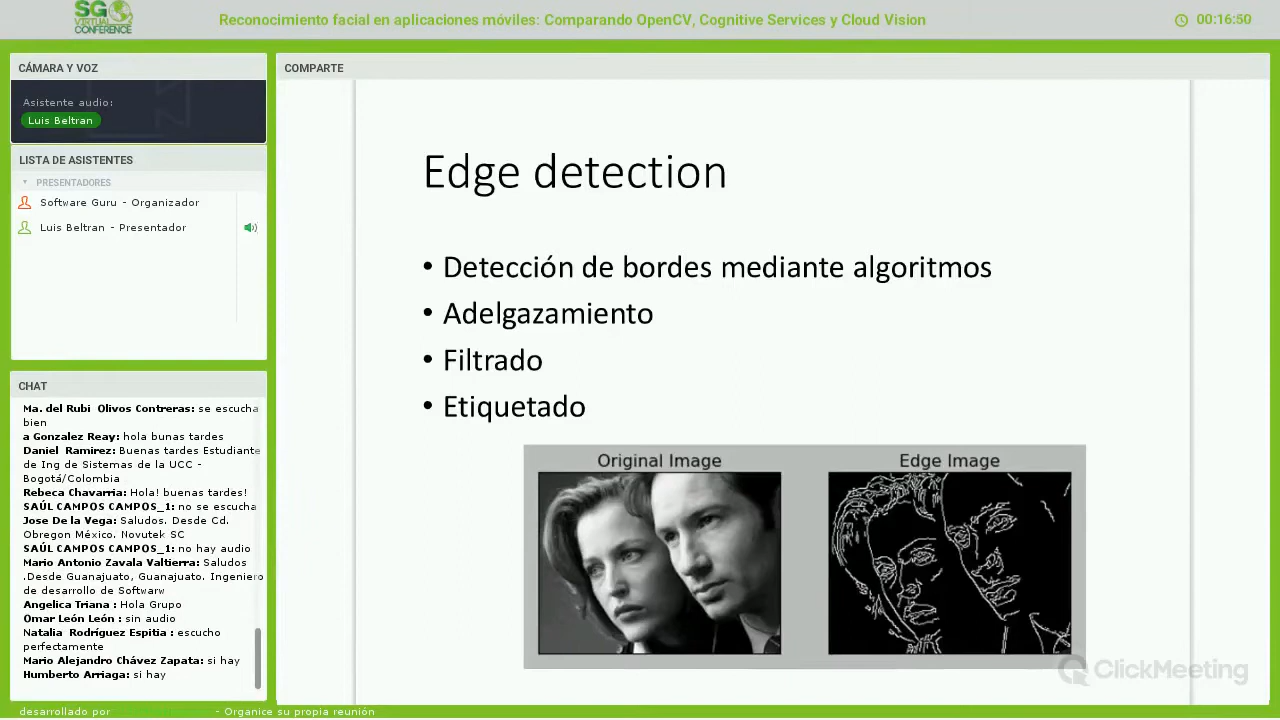 SG
VIRTUAL
CONFERENCE
Reconocimiento facial en aplicaciones móviles: Comparando OpenCV, Cognitive Services y Cloud Vision
00:16:50
CÁMARA Y VOZ
Asistente audio:
Luis Beltran
LISTA DE ASISTENTES
PRESENTADORES
Software Guru - Organizador
Luis Beltran - Presentador
CHAT
Ma. del Rubi Olivos Contreras: se escucha
bien
a Gonzalez Reay: hola bunas tardes
Daniel Ramirez: Buenas tardes Estudiante
de Ing de Sistemas de la UCC -
Bogotá/Colombia
Rebeca Chavarria: Hola! buenas tardes!
SAÚL CAMPOS CAMPOS_1: no se escucha
Jose De la Vega: Saludos. Desde Cd.
Obregon México. Novutek SC
SAÚL CAMPOS CAMPOS_1: no hay audio
Mario Antonio Zavala Valtierra: Saludos
.Desde Guanajuato, Guanajuato. Ingeniero
de desarrollo de Softwarw
Angelica Triana : Hola Grupo
Omar León León : sin audio
Natalia Rodríguez Espitia : escucho
perfectamente
Mario Alejandro Chávez Zapata: si hay
Humberto Arriaga: si hay
desarrollado por - Organice su propia reunión
COMPARTE
Edge detection
• Detección de bordes mediante algoritmos
• Adelgazamiento
• Filtrado
• Etiquetado
Original Image
Edge Image
ClickMeeting